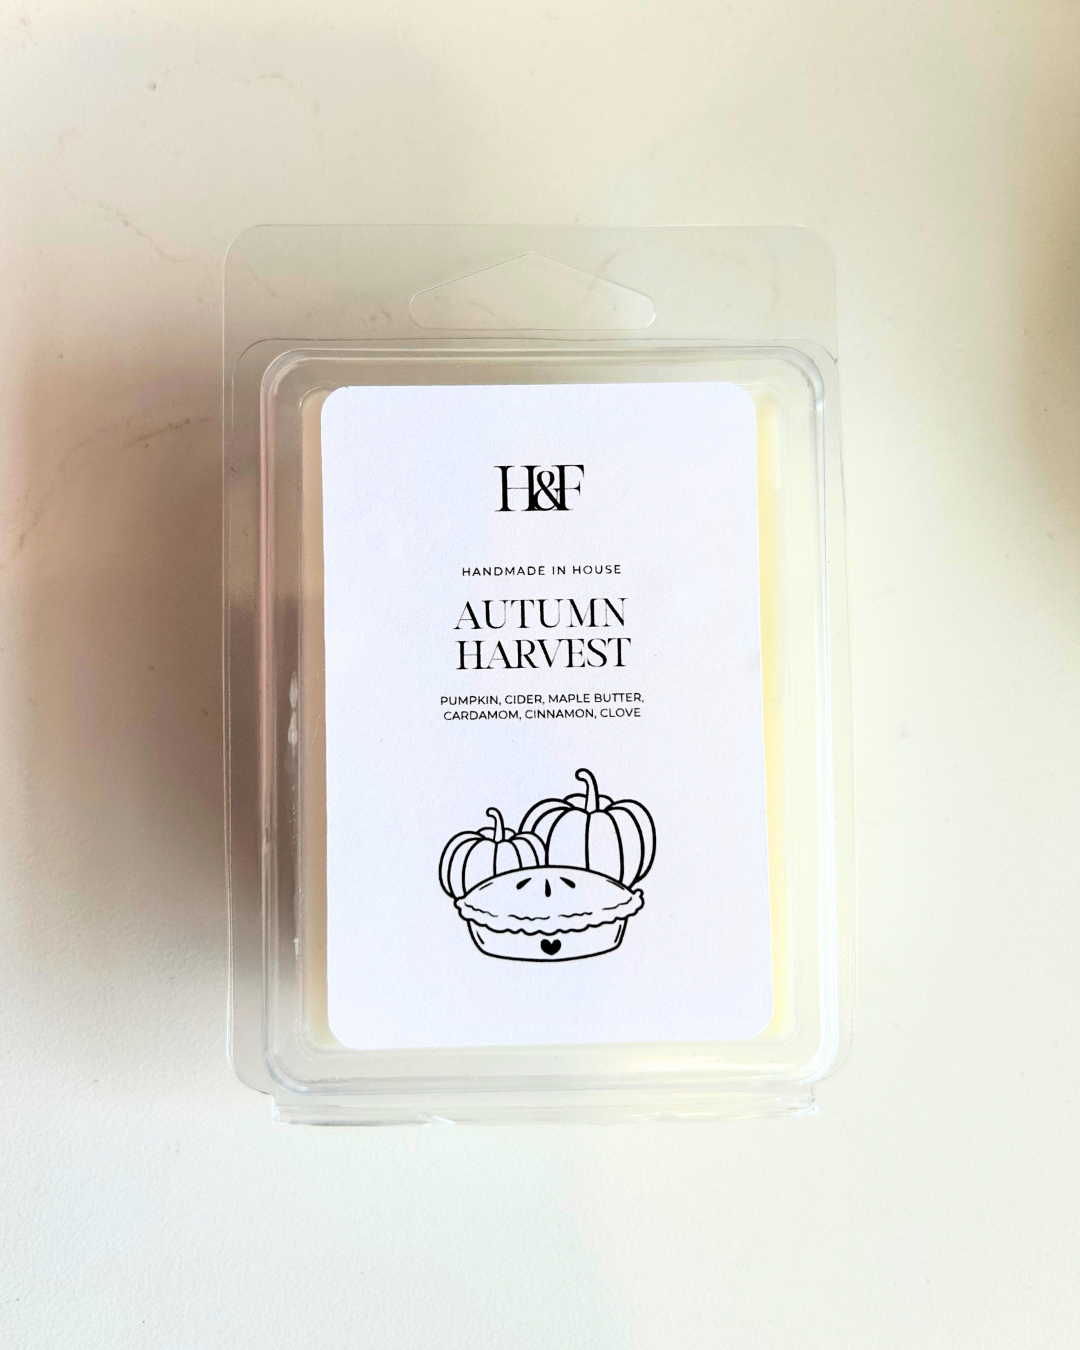 H&F
HANDMADE IN HOUSE
AUTUMN
HARVEST
PUMPKIN, CIDER, MAPLE BUTTER,
CARDAMOM, CINNAMON, CLOVE